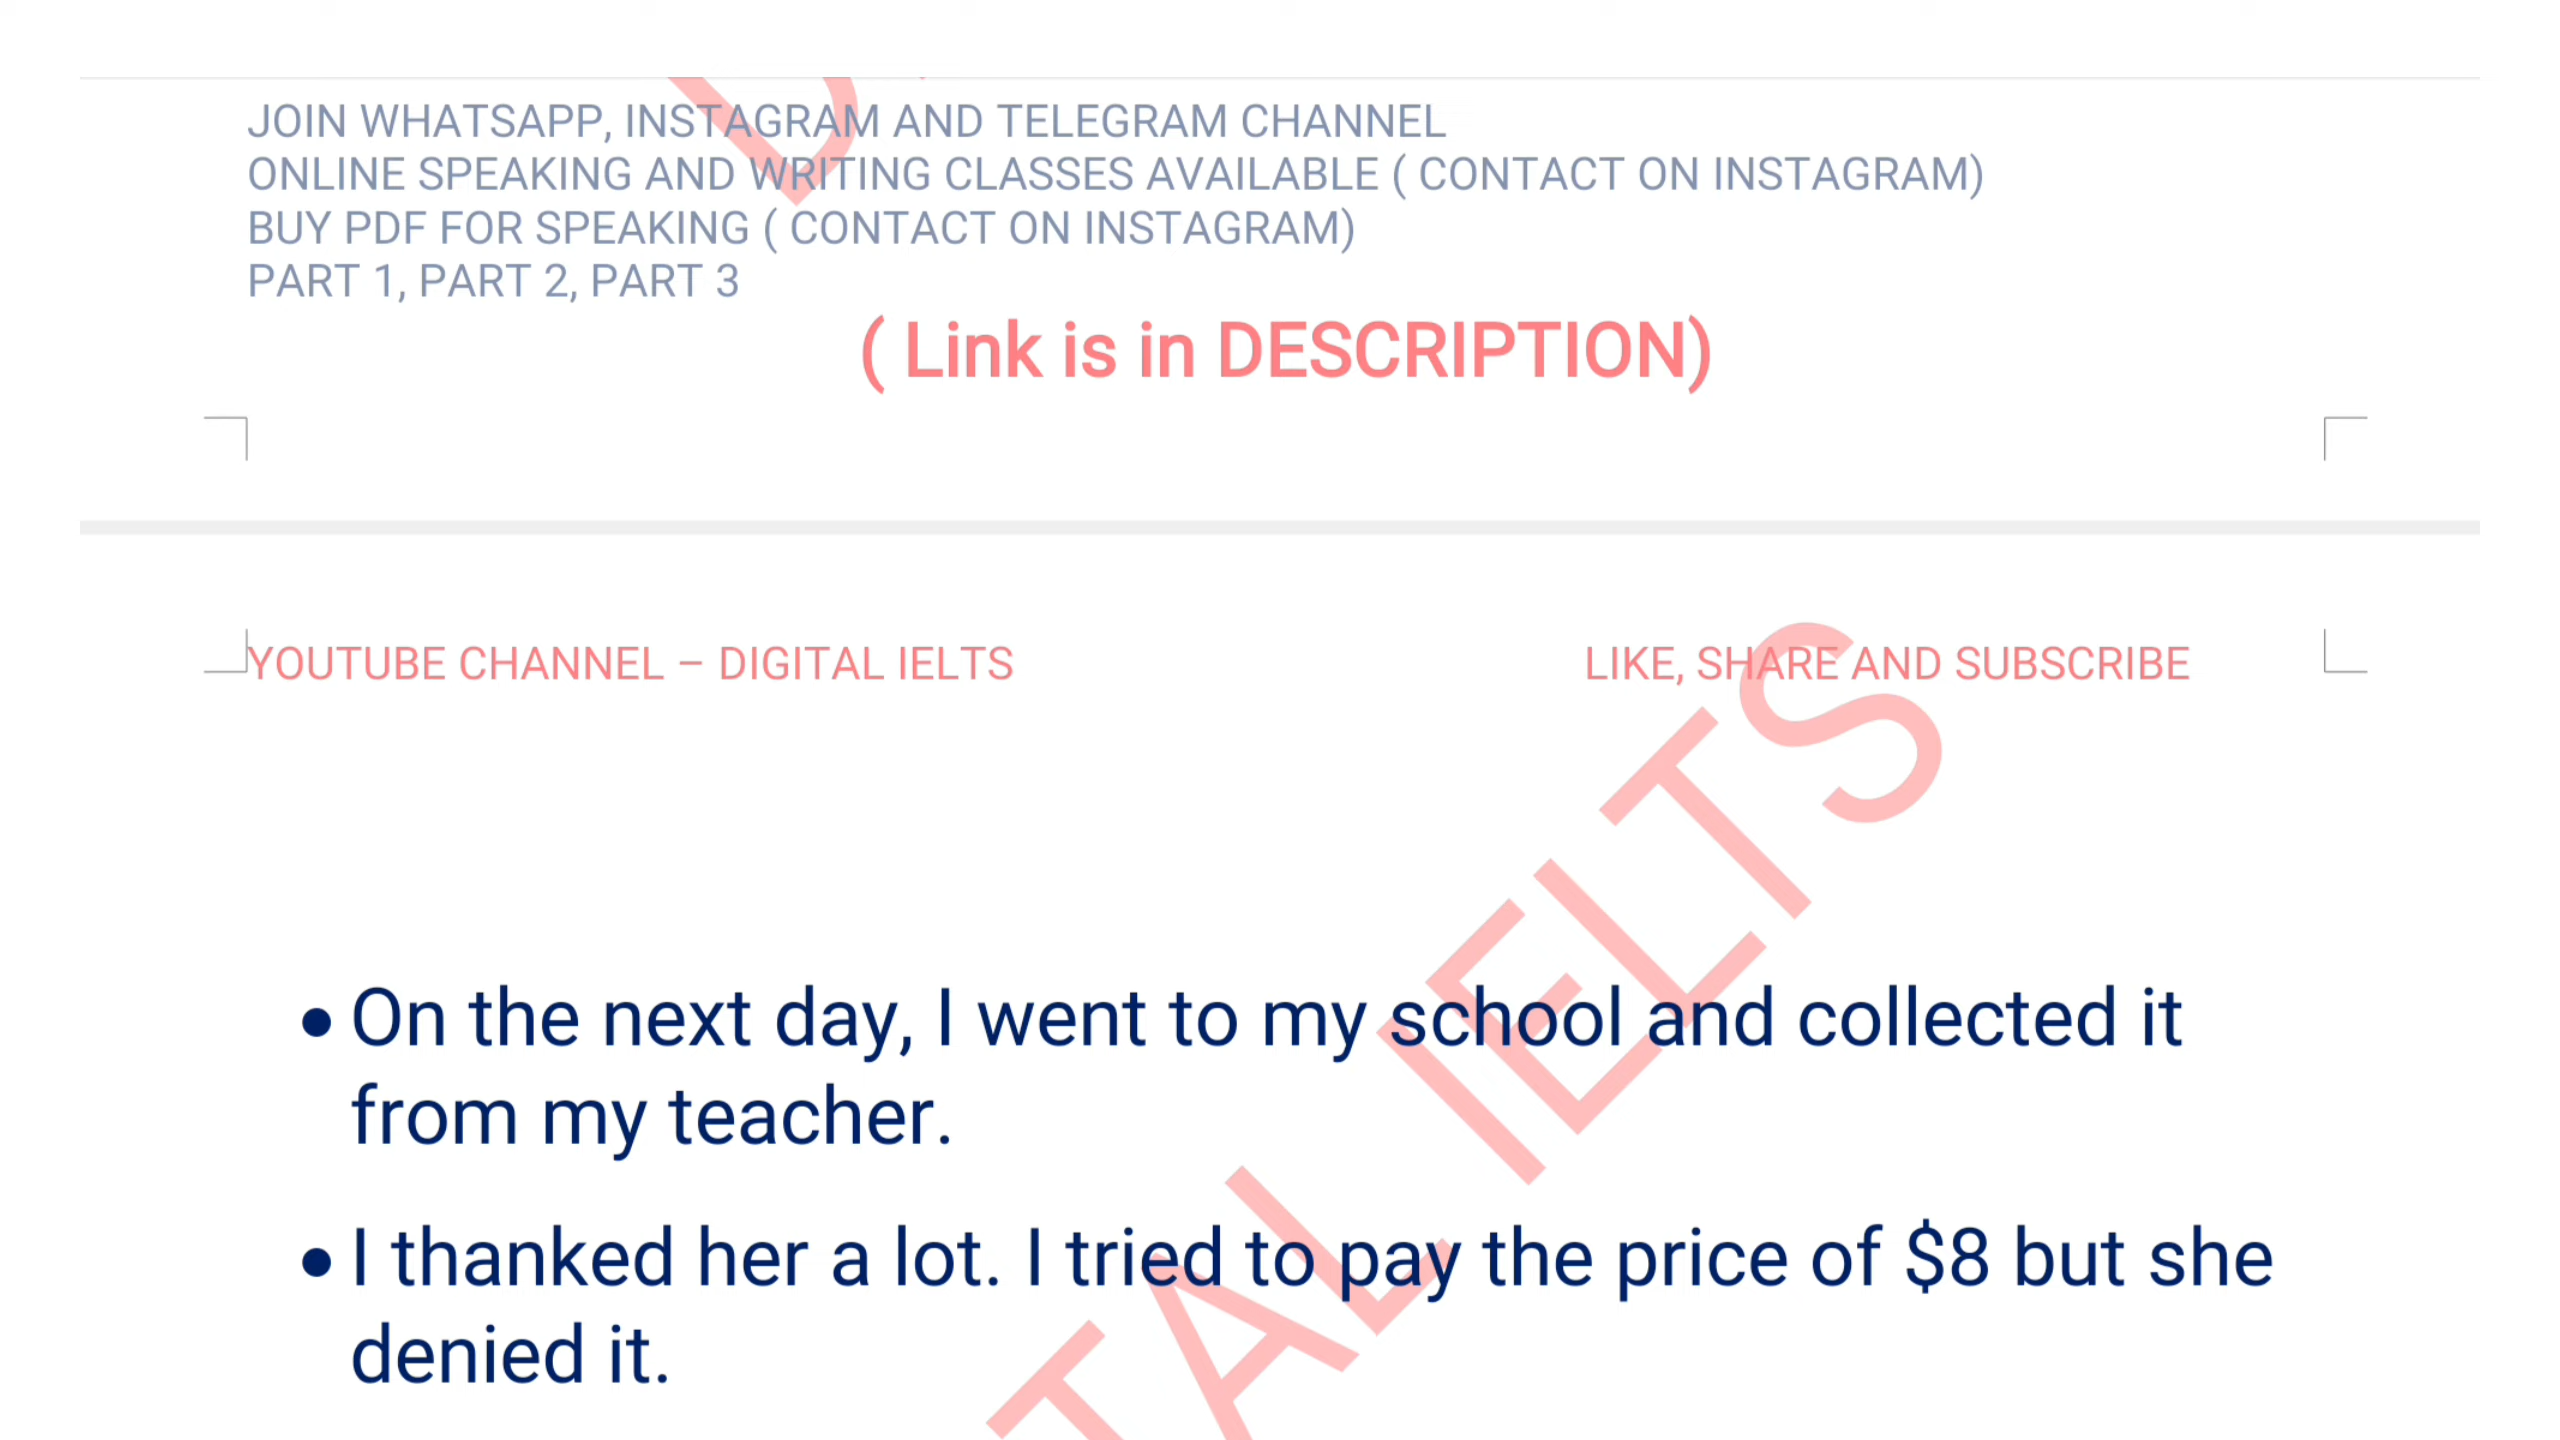 JOIN WHATSAPP, INSTAGRAM AND TELEGRAM CHANNEL
ONLINE SPEAKING AND WRITING CLASSES AVAILABLE ( CONTACT ON INSTAGRAM)
BUY PDF FOR SPEAKING ( CONTACT ON INSTAGRAM)
PART 1, PART 2, PART 3
( Link is in DESCRIPTION)
YOUTUBE CHANNEL – DIGITAL IELTS
LIKE, SHARE AND SUBSCRIBE
• On the next day, I went to my school and collected it
from my teacher.
• I thanked her a lot. I tried to pay the price of $8 but she
denied it.
TAL IELTS